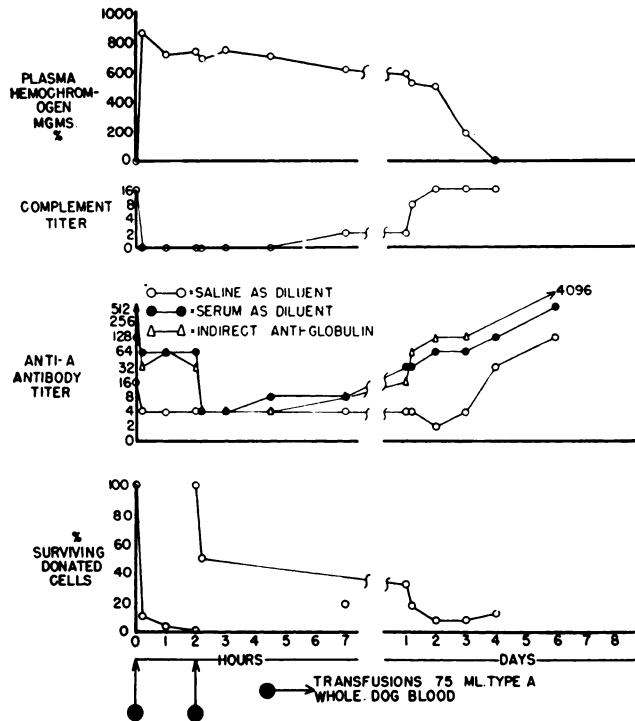 1000
800
600
400
200
0
PLASMA
HEMOCHROM-
OGEN
MGMS.
%
16
8
4
2
0
COMPLEMENT
TITER
○—○ =SALINE AS DILUENT
●—● =SERUM AS DILUENT
△—△ =INDIRECT ANTI-GLOBULIN
4096
512
256
128
64
32
16
8
4
2
0
ANTI-A
ANTIBODY
TITER
100
80
60
40
20
0
%
SURVIVING
DONATED
CELLS
0 1 2 3 4 5 6 7 1 2 3 4 5 6 7 8
HOURS DAYS
TRANSFUSIONS 75 ML. TYPE A
WHOLE. DOG BLOOD